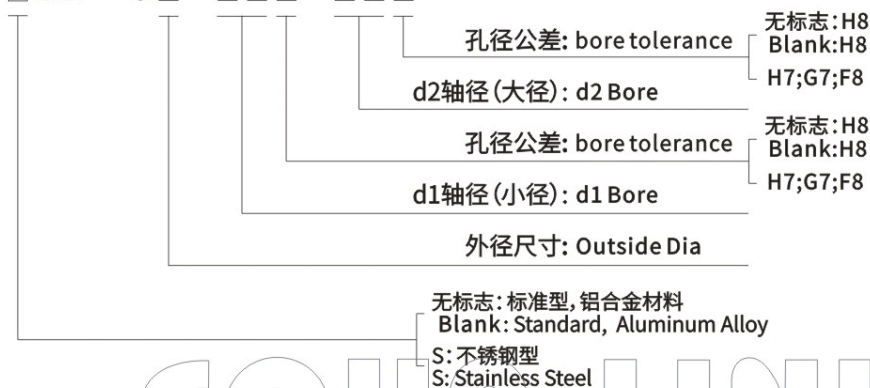 无标志:H8
孔径公差: bore tolerance
Blank:H8
H7;G7;F8
d2轴径(大径): d2 Bore
无标志:H8
孔径公差: bore tolerance
Blank:H8
H7;G7;F8
d1轴径(小径): d1 Bore
外径尺寸: Outside Dia
无标志: 标准型, 铝合金材料
Blank: Standard, Aluminum Alloy
S: 不锈钢型
S: Stainless Steel